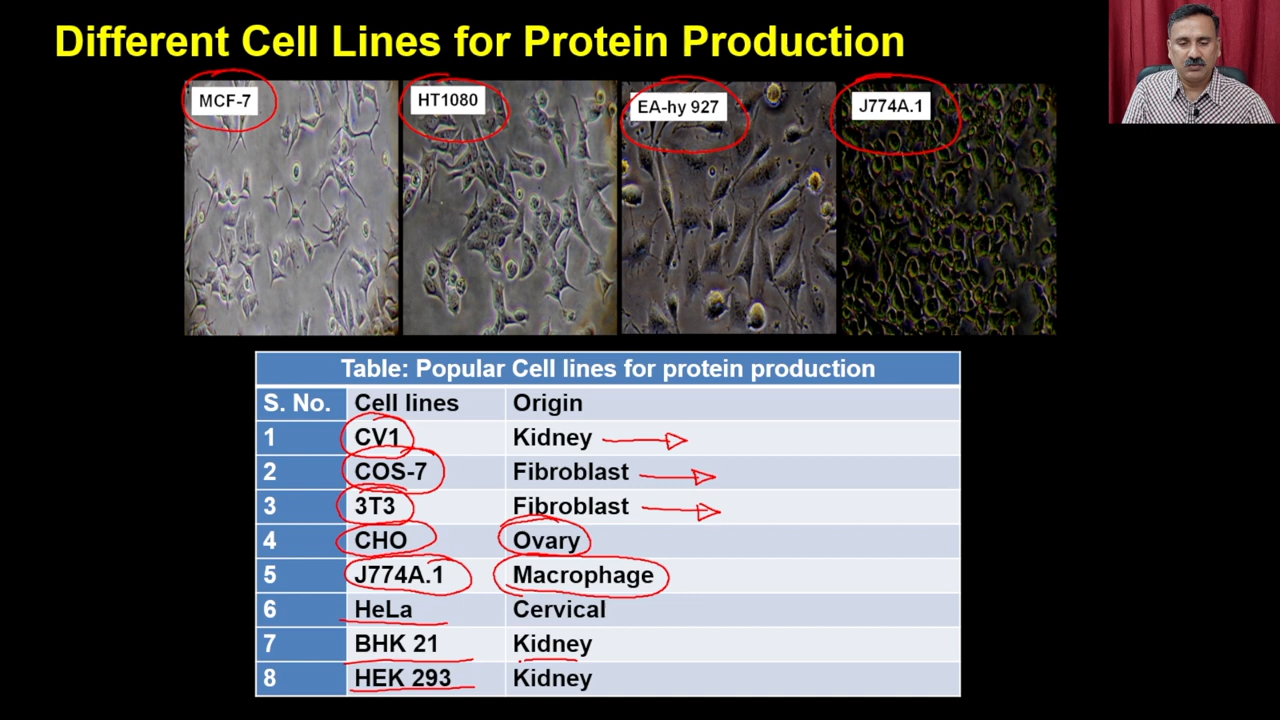 Different Cell Lines for Protein Production
MCF-7
HT1080
EA-hy 927
J774A.1
Table: Popular Cell lines for protein production
S. No. Cell lines Origin
1 CV1 Kidney
2 COS-7 Fibroblast
3 3T3 Fibroblast
4 CHO Ovary
5 J774A.1 Macrophage
6 HeLa Cervical
7 BHK 21 Kidney
8 HEK 293 Kidney